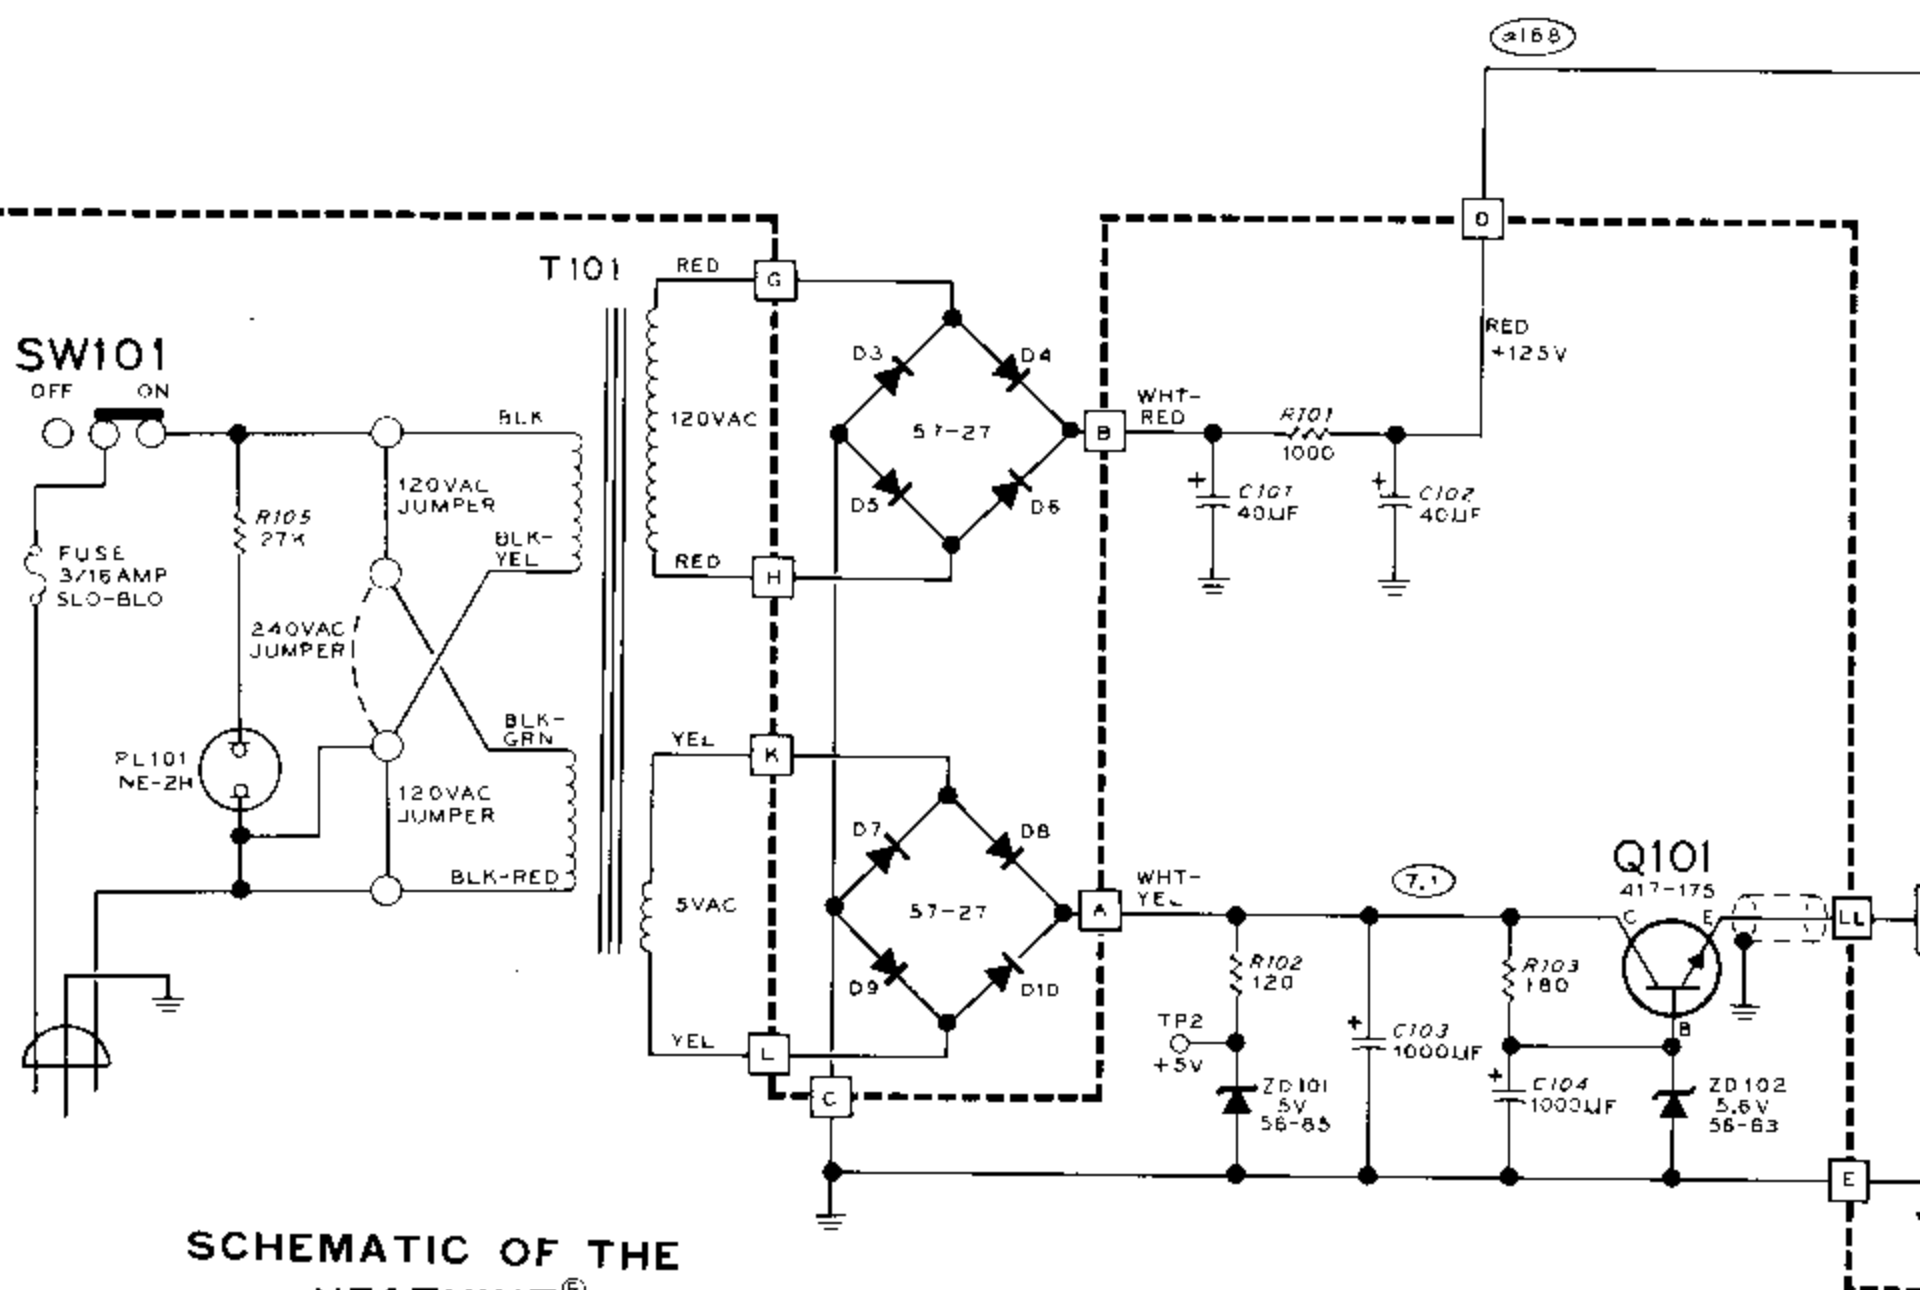 168
O
T101
RED
G
RED
+125V
SW101
OFF
ON
D3
D4
BLK
120VAC
57-27
B
WHT-
RED
R101
1000
120VAC
JUMPER
D5
D6
+
C101
40UF
+
C102
40UF
R105
27K
BLK-
YEL
FUSE
3/16AMP
SLO-BLO
RED
H
240VAC
JUMPER
BLK-
GRN
YEL
K
PL101
NE-2H
120VAC
JUMPER
D7
D8
BLK-RED
5VAC
57-27
A
WHT-
YEL
7.1
Q101
417-175
C
E
LL
D9
D10
R102
120
R103
180
B
YEL
L
TP2
+5V
+
C103
1000UF
C
ZD101
5V
56-85
+
C104
1000UF
ZD102
5.6V
56-63
E
SCHEMATIC OF THE